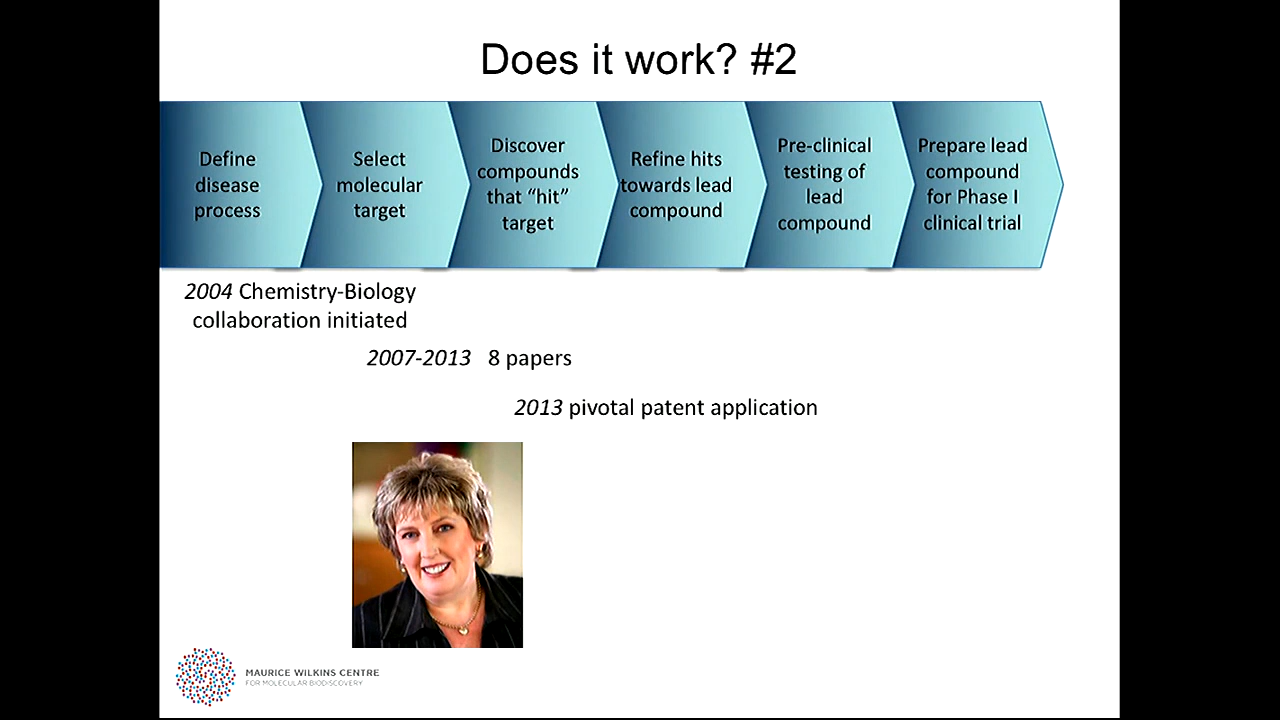 Does it work? #2
Define
disease
process
Select
molecular
target
Discover
compounds
that “hit”
target
Refine hits
towards lead
compound
Pre-clinical
testing of
lead
compound
Prepare lead
compound
for Phase I
clinical trial
2004 Chemistry-Biology
collaboration initiated
2007-2013 8 papers
2013 pivotal patent application
MAURICE WILKINS CENTRE
FOR MOLECULAR BIODISCOVERY